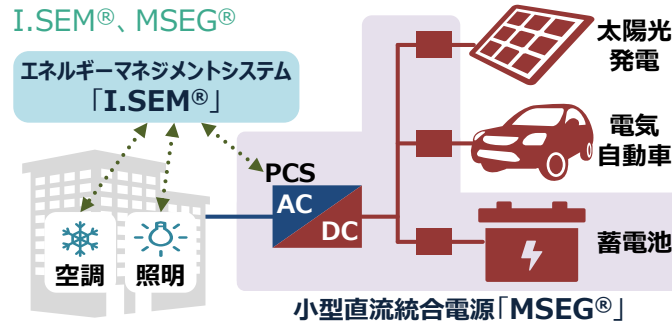 I.SEM®、MSEG®
エネルギーマネジメントシステム
「I.SEM®」
太陽光
発電
電気
自動車
PCS
AC
DC
空調
照明
蓄電池
小型直流統合電源「MSEG®」